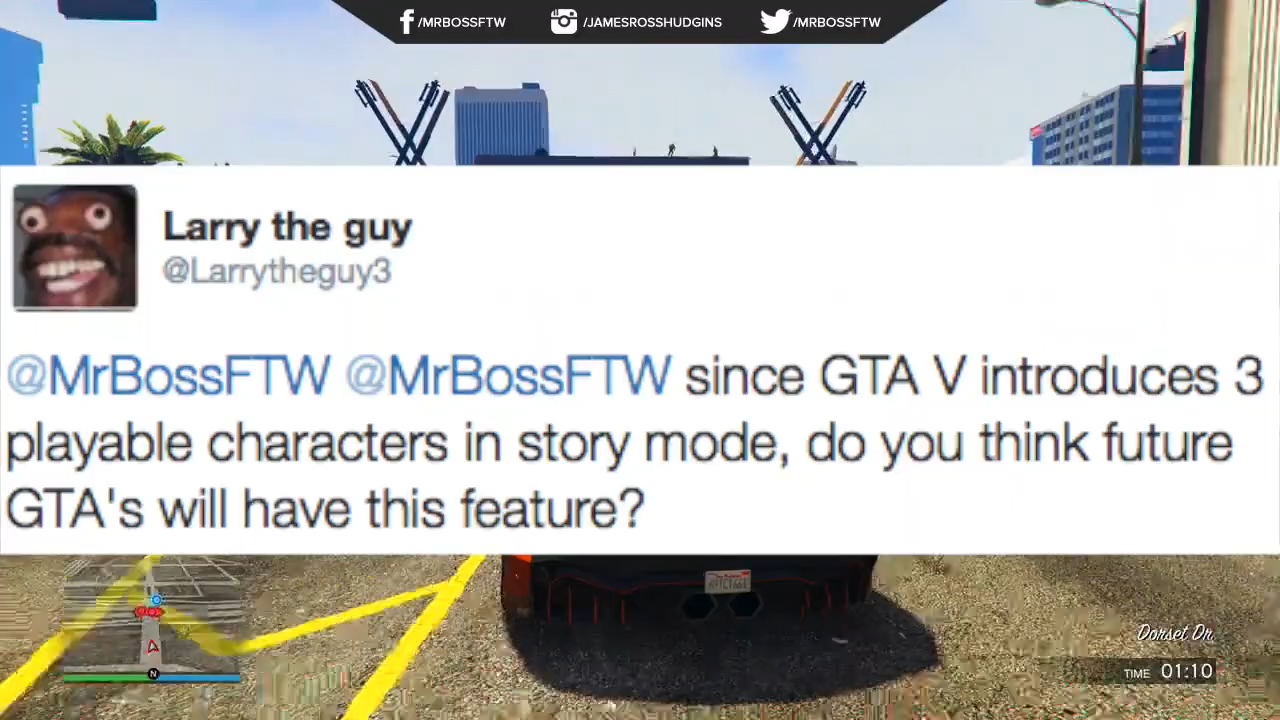 /MRBOSSFTW
/JAMESROSSHUDGINS
/MRBOSSFTW
Larry the guy
@Larrytheguy3
@MrBossFTW @MrBossFTW since GTA V introduces 3
playable characters in story mode, do you think future
GTA's will have this feature?
N
Dorset Dr.
TIME 01:10